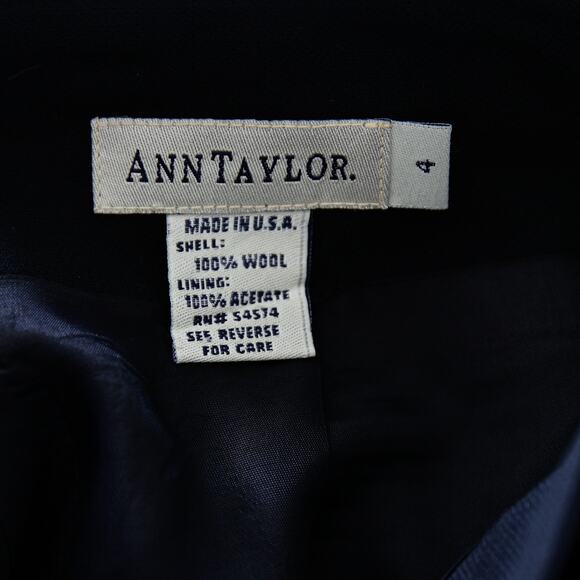 ANNTAYLOR.
4
MADE IN U.S.A.
SHELL:
100% WOOL
LINING:
100% ACETATE
RN# 54574
SEE REVERSE
FOR CARE